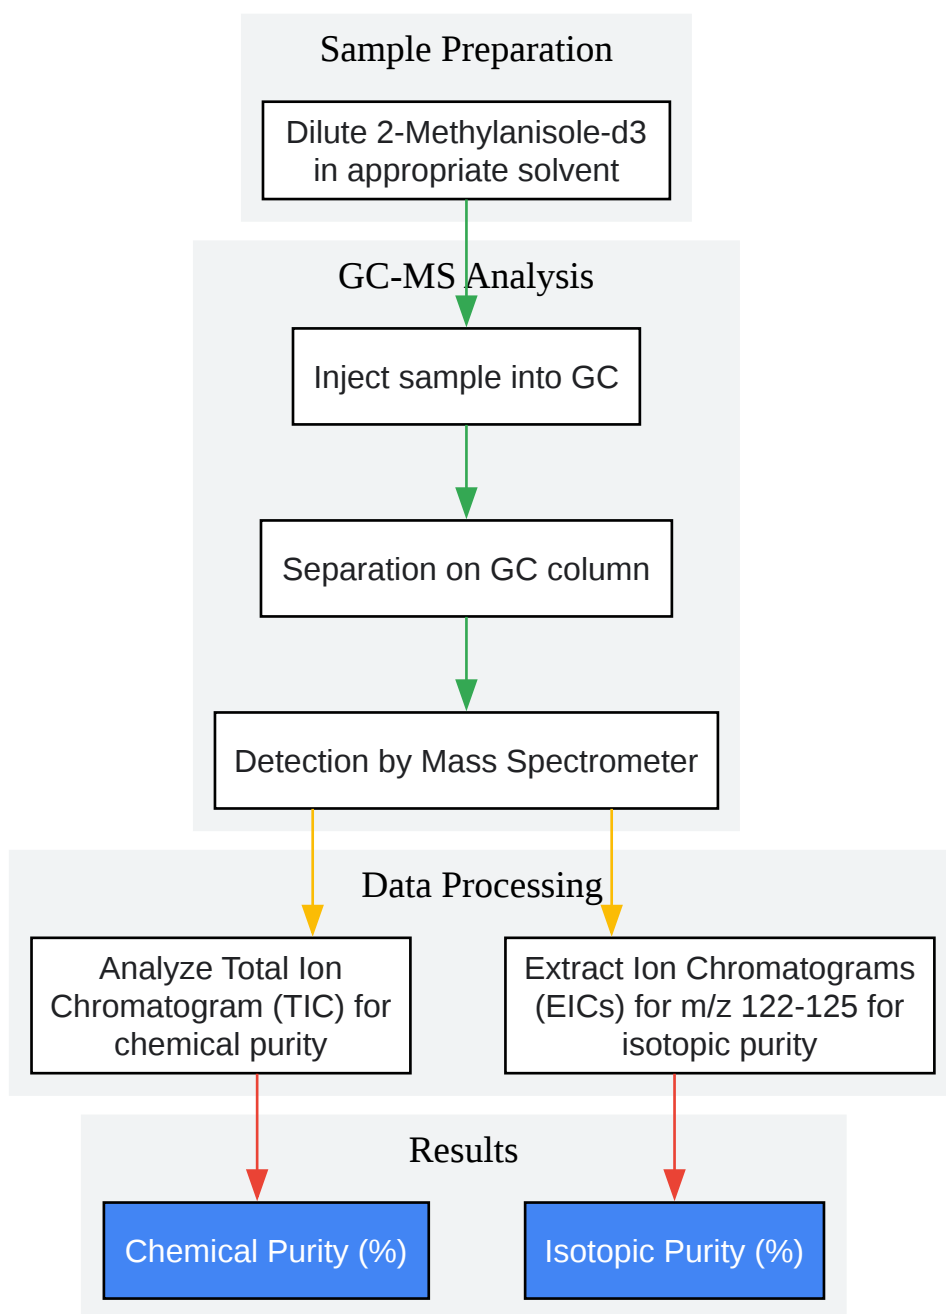 Sample Preparation
Dilute 2-Methylanisole-d3
in appropriate solvent
GC-MS Analysis
Inject sample into GC
Separation on GC column
Detection by Mass Spectrometer
Data Processing
Analyze Total Ion
Chromatogram (TIC) for
chemical purity
Extract Ion Chromatograms
(EICs) for m/z 122-125 for
isotopic purity
Results
Chemical Purity (%)
Isotopic Purity (%)